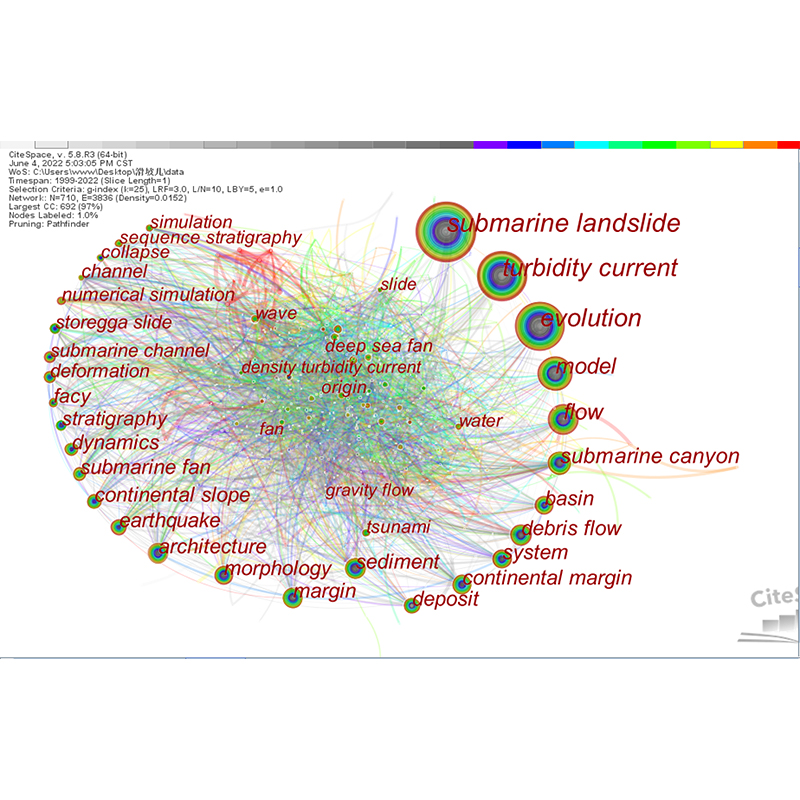 CiteSpace, v. 5.8.R3 (64-bit)
June 4, 2022 5:03:05 PM CST
WoS: C:\Users\www\Desktop\滑坡儿\data
Timespan: 1999-2022 (Slice Length=1)
Selection Criteria: g-index (k=25), LRF=3.0, L/N=10, LBY=5, e=1.0
Network: N=710, E=3836 (Density=0.0152)
Largest CC: 692 (97%)
Nodes Labeled: 1.0%
Pruning: Pathfinder
simulation
submarine landslide
sequence stratigraphy
collapse
turbidity current
channel
slide
numerical simulation
wave
evolution
storegga slide
deep sea fan
submarine channel
density turbidity current
model
deformation
origin
facy
flow
stratigraphy
water
fan
dynamics
submarine canyon
submarine fan
gravity flow
continental slope
basin
earthquake
tsunami
debris flow
architecture
system
sediment
morphology
continental margin
margin
deposit
CiteS